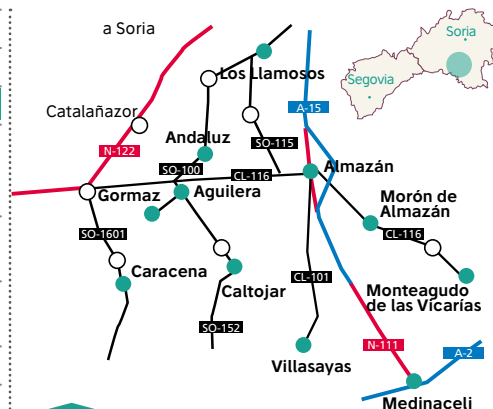 a Soria
Soria
Segovia
Los Llamosos
Catalañazor
A-15
Andaluz
SO-115
N-122
SO-100
CL-116
Almazán
Gormaz
Aguilera
Morón de
Almazán
SO-1601
CL-116
Caracena
Caltojar
CL-101
Monteagudo
de las Vícarías
SO-152
N-111
A-2
Villasayas
Medinaceli